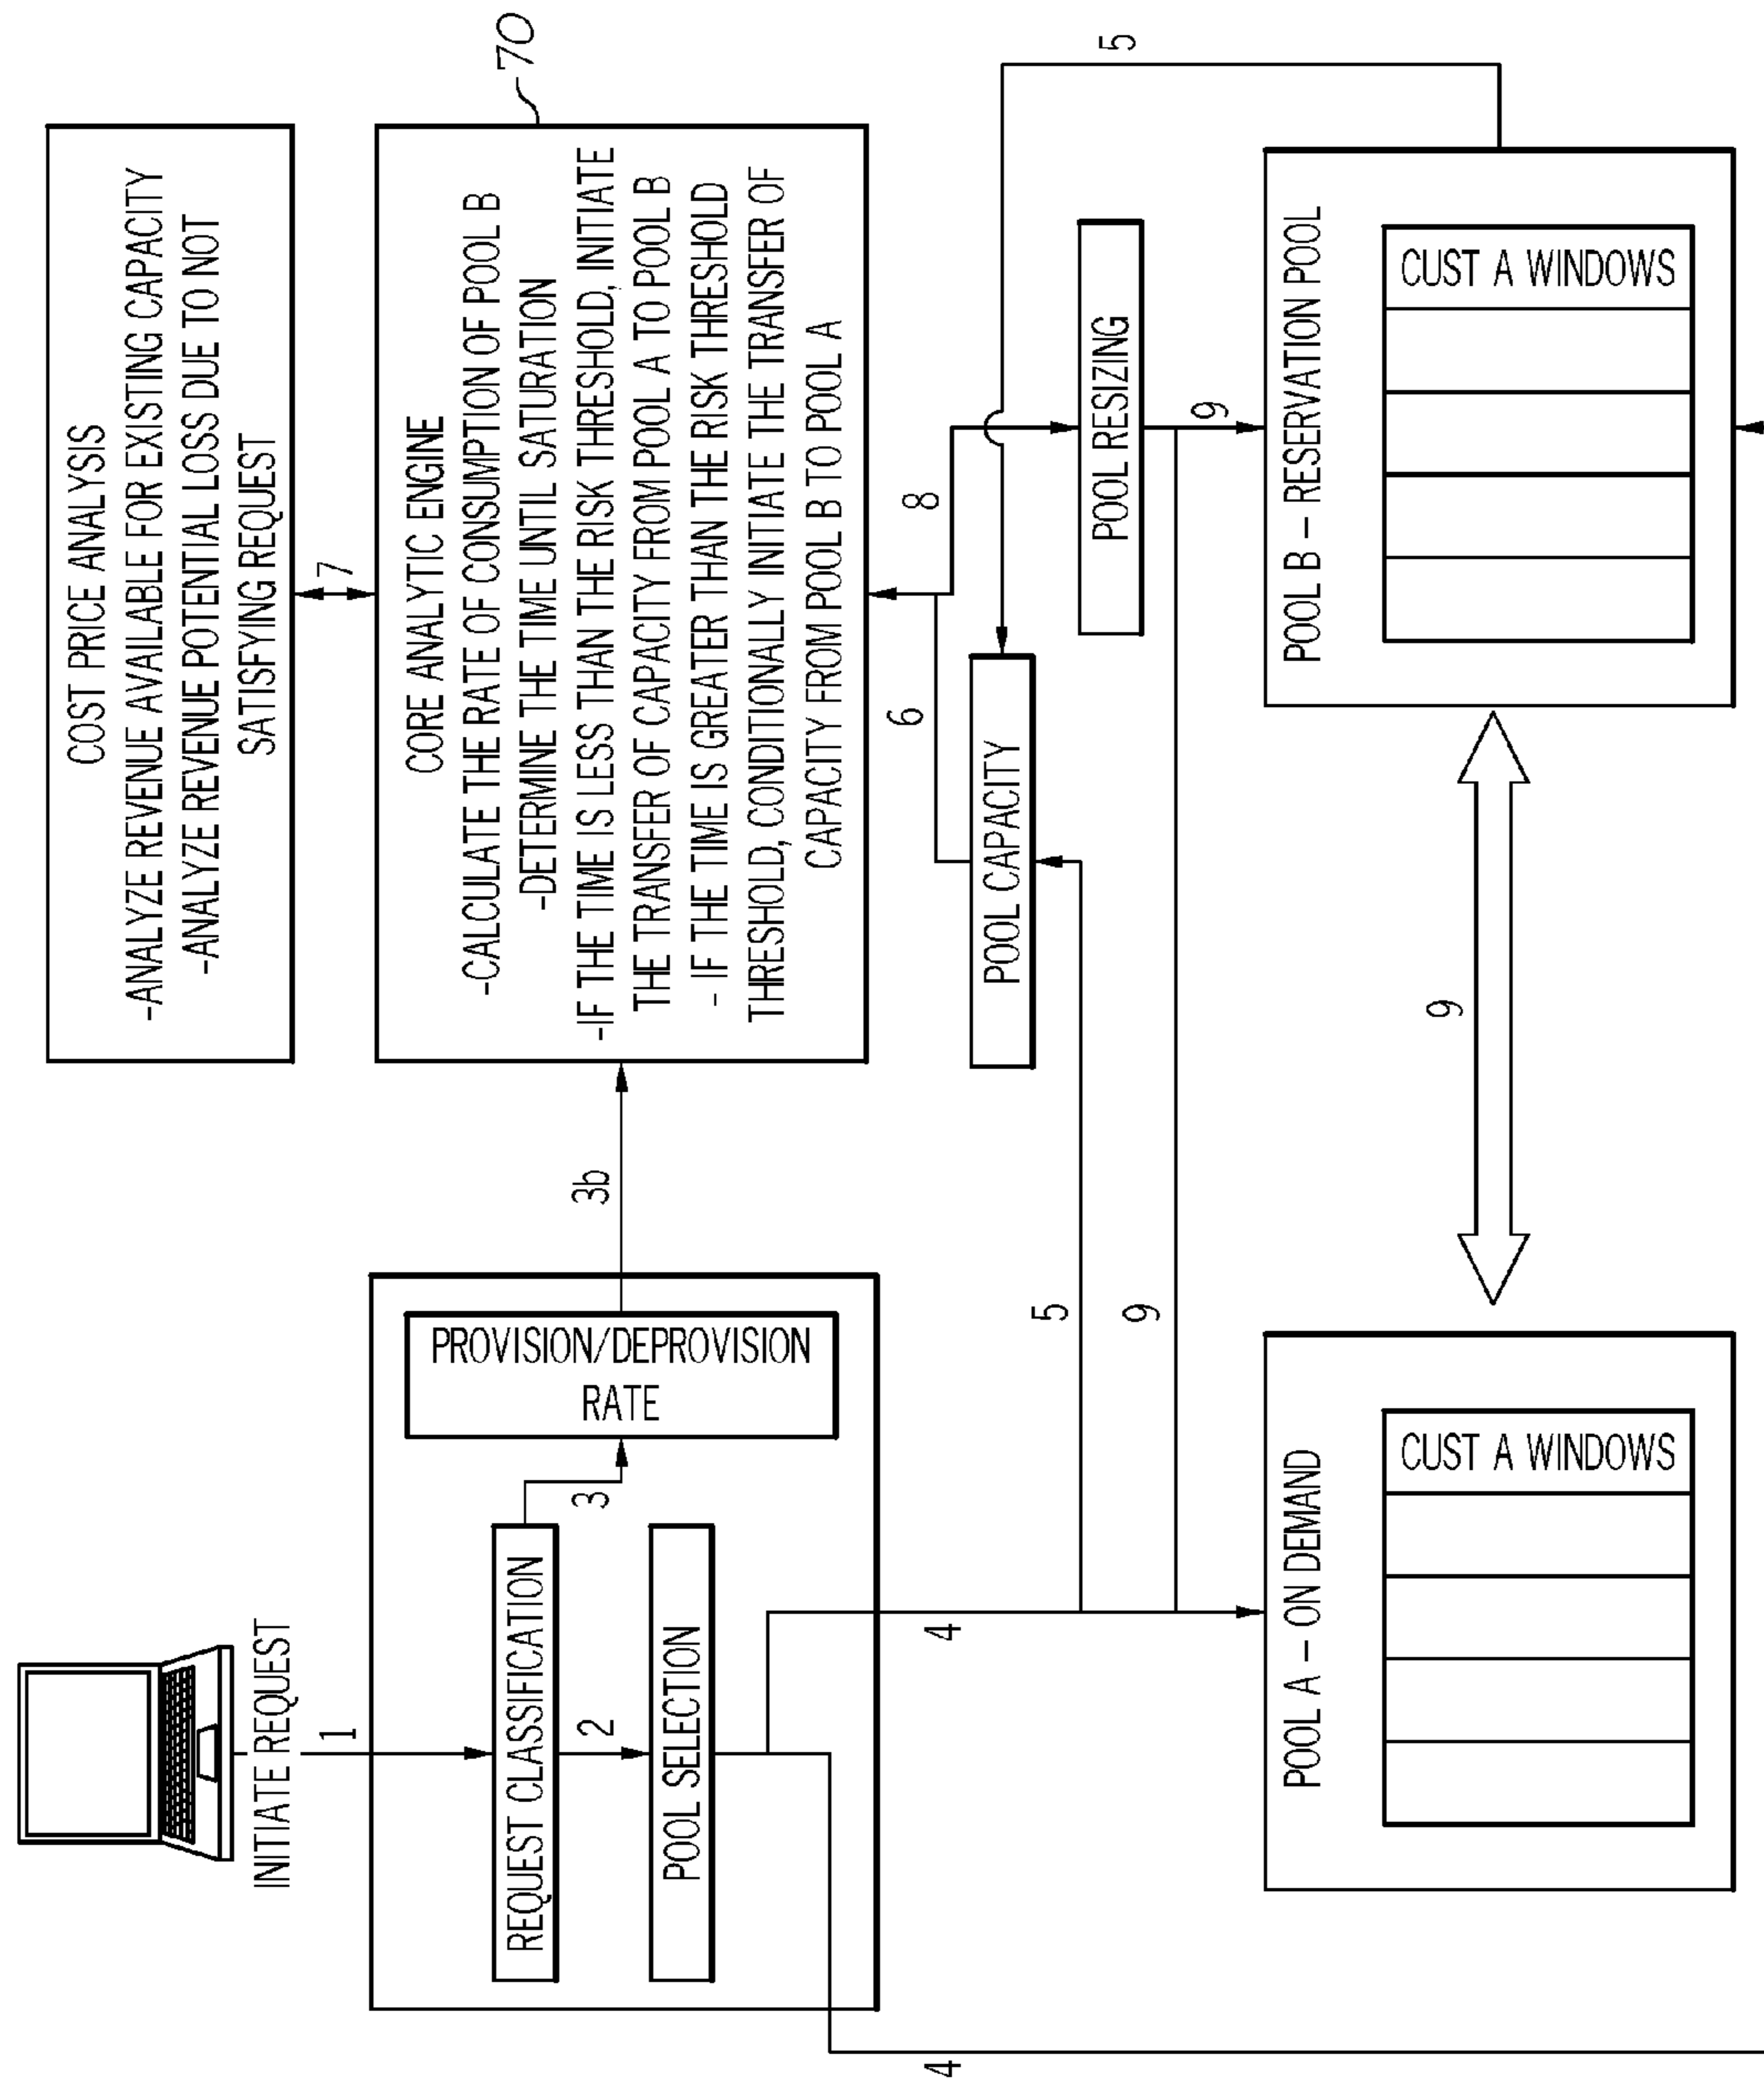 INITIATE REQUEST
1
REQUEST CLASSIFICATION
2
POOL SELECTION
3
PROVISION/DEPROVISION
RATE
3b
4
4
COST PRICE ANALYSIS
-ANALYZE REVENUE AVAILABLE FOR EXISTING CAPACITY
-ANALYZE REVENUE POTENTIAL LOSS DUE TO NOT
SATISFYING REQUEST
7
70
CORE ANALYTIC ENGINE
-CALCULATE THE RATE OF CONSUMPTION OF POOL B
-DETERMINE THE TIME UNTIL SATURATION
-IF THE TIME IS LESS THAN THE RISK THRESHOLD, INITIATE
THE TRANSFER OF CAPACITY FROM POOL A TO POOL B
- IF THE TIME IS GREATER THAN THE RISK THRESHOLD
THRESHOLD, CONDITIONALLY INITIATE THE TRANSFER OF
CAPACITY FROM POOL B TO POOL A
6
8
5
POOL CAPACITY
POOL RESIZING
5
9
9
POOL A - ON DEMAND
CUST A WINDOWS
9
POOL B - RESERVATION POOL
CUST A WINDOWS